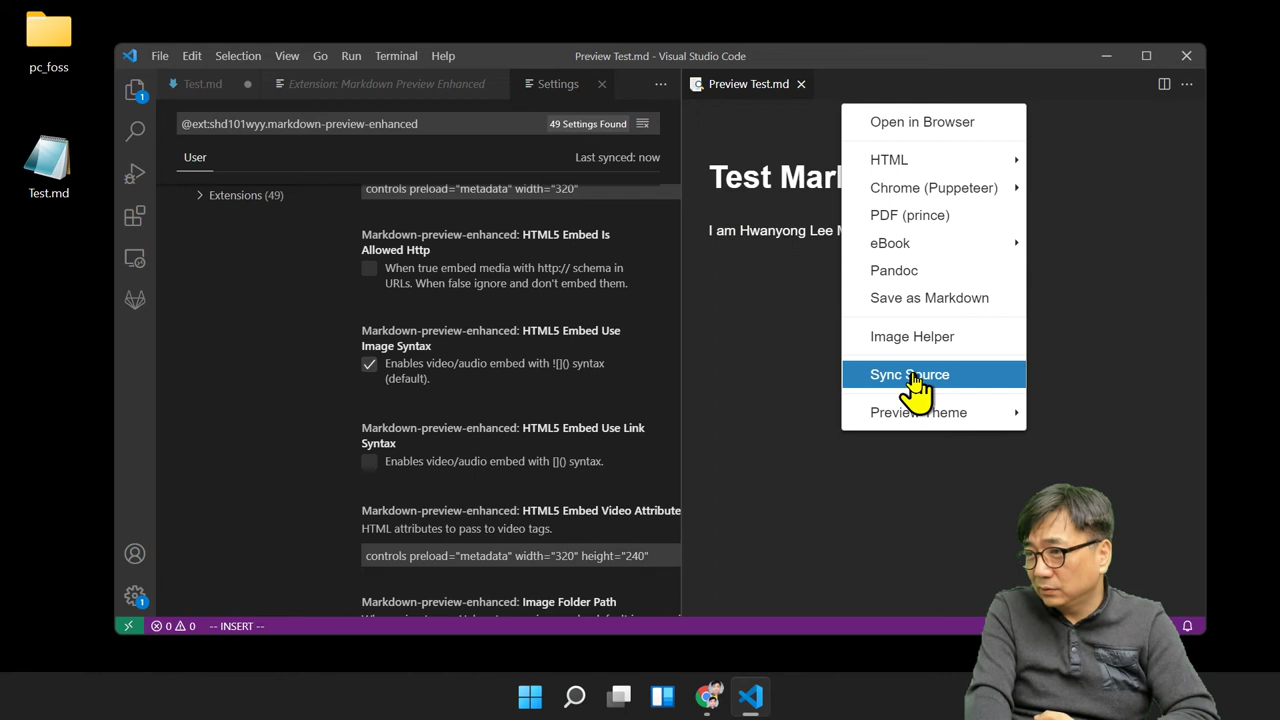 pc_foss
Test.md
File Edit Selection View Go Run Terminal Help
Preview Test.md - Visual Studio Code
Test.md
Extension: Markdown Preview Enhanced
Settings
Preview Test.md
1
@ext:shd101wyy.markdown-preview-enhanced
49 Settings Found
User
Last synced: now
Extensions (49)
controls preload="metadata" width="320"
Markdown-preview-enhanced: HTML5 Embed Is
Allowed Http
When true embed media with http:// schema in
URLs. When false ignore and don't embed them.
Markdown-preview-enhanced: HTML5 Embed Use
Image Syntax
Enables video/audio embed with ![]() syntax
(default).
Markdown-preview-enhanced: HTML5 Embed Use Link
Syntax
Enables video/audio embed with []() syntax.
Markdown-preview-enhanced: HTML5 Embed Video Attribute
HTML attributes to pass to video tags.
controls preload="metadata" width="320" height="240"
Markdown-preview-enhanced: Image Folder Path
1
0 0 -- INSERT --
Test Mar
I am Hwanyong Lee
Open in Browser
HTML
Chrome (Puppeteer)
PDF (prince)
eBook
Pandoc
Save as Markdown
Image Helper
Sync Source
Preview Theme